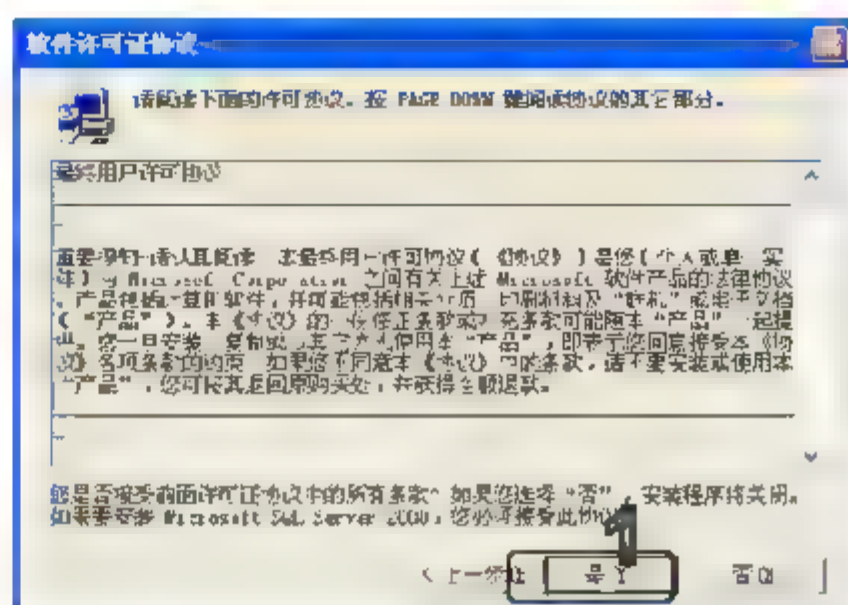 软件许可证协议
请阅读下面的许可协议。按 PAGE DOWN 键阅读协议的其它部分。
最终用户许可协议
重要须知-请认真阅读 本最终用户许可协议（《协议》）是您（个人或单一实
体）与 Microsoft Corporation 之间有关上述 Microsoft 软件产品的法律协议
。产品包括计算机软件，并可能包括相关介质、印刷材料及“联机”或电子文档
（“产品”）。本《协议》的 修正条款或补充条款可能随本“产品”一起提
供。您一旦安装、复制或以其它方式使用本“产品”，即表示您同意接受本《协
议》各项条款的约束。如果您不同意本《协议》中的条款，请不要安装或使用本
“产品”，您可将其退回原购买处，并获得全额退款。
您是否接受前面许可证协议中的所有条款? 如果您选择“否”，安装程序将关闭。
如果要安装 Microsoft SQL Server 2000，您必须接受此协议
1
< 上一步 是 Y 否 N